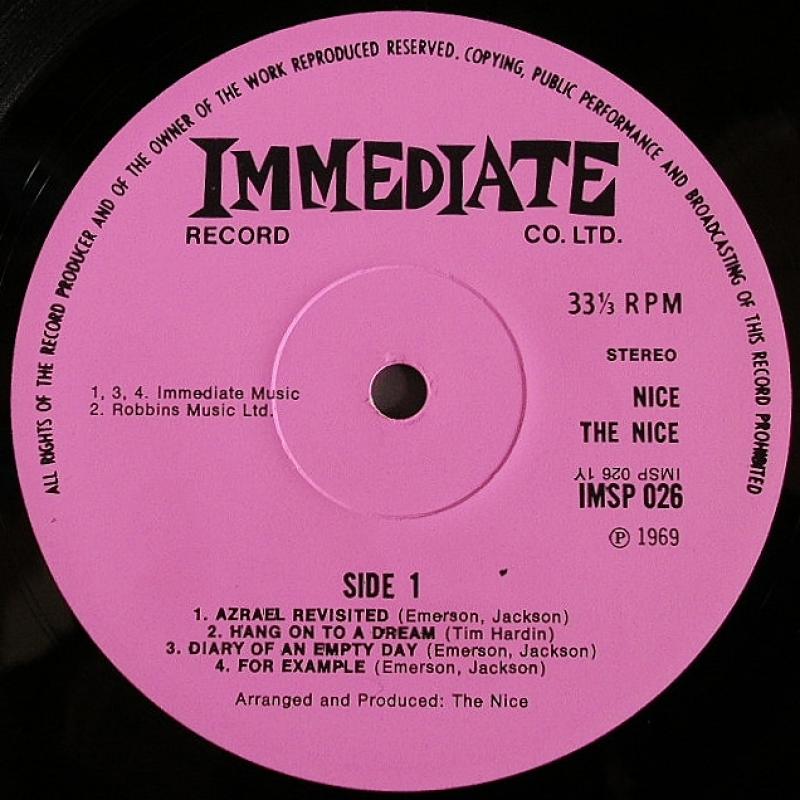 ALL RIGHTS OF THE RECORD PRODUCER AND OF THE OWNER OF THE WORK REPRODUCED RESERVED. COPYING, PUBLIC PERFORMANCE AND BROADCASTING OF THIS RECORD PROHIBITED
IMMEDIATE
RECORD CO. LTD.
33⅓ RPM
STEREO
1, 3, 4. Immediate Music
2. Robbins Music Ltd.
NICE
THE NICE
IMSP 026 1Y
IMSP 026
℗ 1969
SIDE 1
1. AZRAEL REVISITED (Emerson, Jackson)
2. HANG ON TO A DREAM (Tim Hardin)
3. DIARY OF AN EMPTY DAY (Emerson, Jackson)
4. FOR EXAMPLE (Emerson, Jackson)
Arranged and Produced: The Nice